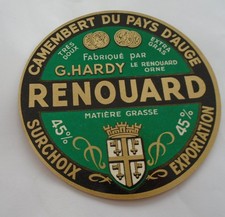 CAMEMBERT DU PAYS D'AUGE
TRÈS DOUX
EXTRA GRAS
FABRIQUÉ PAR
G.HARDY LE RENOUARD ORNE
RENOUARD
MATIÈRE GRASSE
45%
45%
SURCHOIX
EXPORTATION